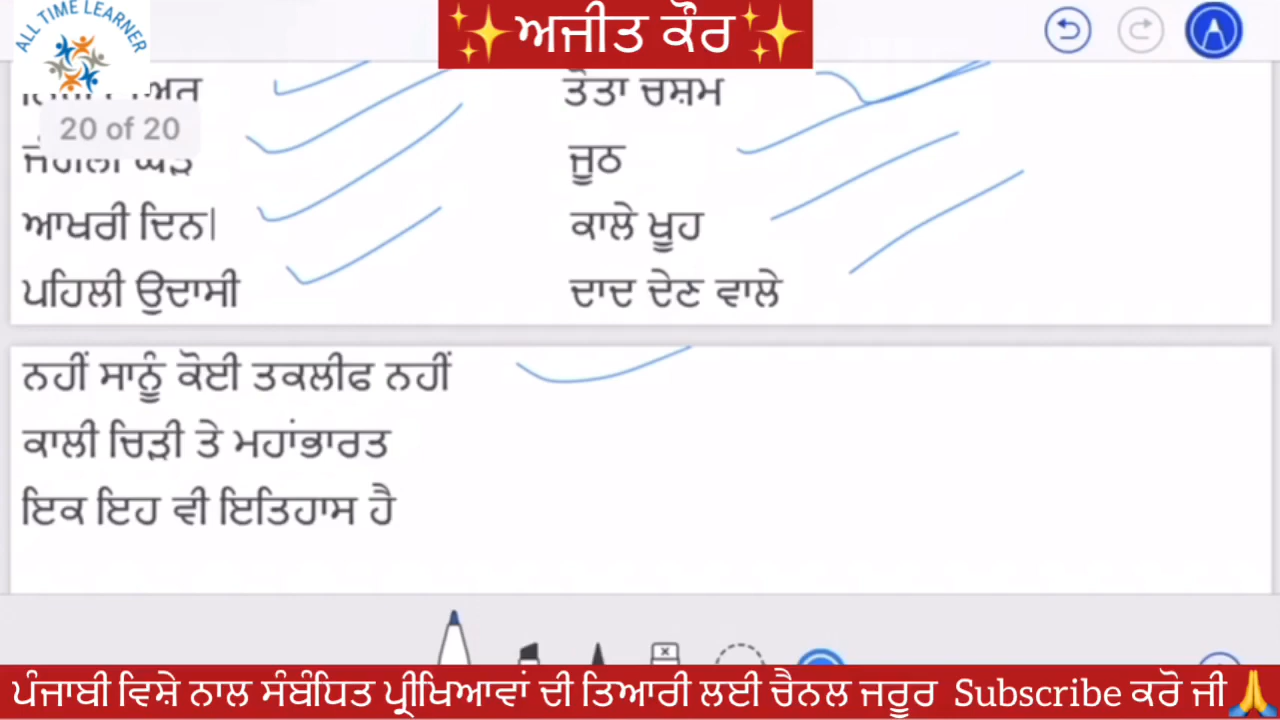 ALL TIME LEARNER
✨ਅਜੀਤ ਕੌਰ✨
ਤੋਤਾ ਚਸ਼ਮ
20 of 20
ਜੂਠ
ਆਖਰੀ ਦਿਨ।
ਕਾਲੇ ਖੂਹ
ਪਹਿਲੀ ਉਦਾਸੀ
ਦਾਦ ਦੇਣ ਵਾਲੇ
ਨਹੀਂ ਸਾਨੂੰ ਕੋਈ ਤਕਲੀਫ ਨਹੀਂ
ਕਾਲੀ ਚਿੜੀ ਤੇ ਮਹਾਂਭਾਰਤ
ਇਕ ਇਹ ਵੀ ਇਤਿਹਾਸ ਹੈ
ਪੰਜਾਬੀ ਵਿਸ਼ੇ ਨਾਲ ਸੰਬੰਧਿਤ ਪ੍ਰੀਖਿਆਵਾਂ ਦੀ ਤਿਆਰੀ ਲਈ ਚੈਨਲ ਜਰੂਰ Subscribe ਕਰੋ ਜੀ🙏